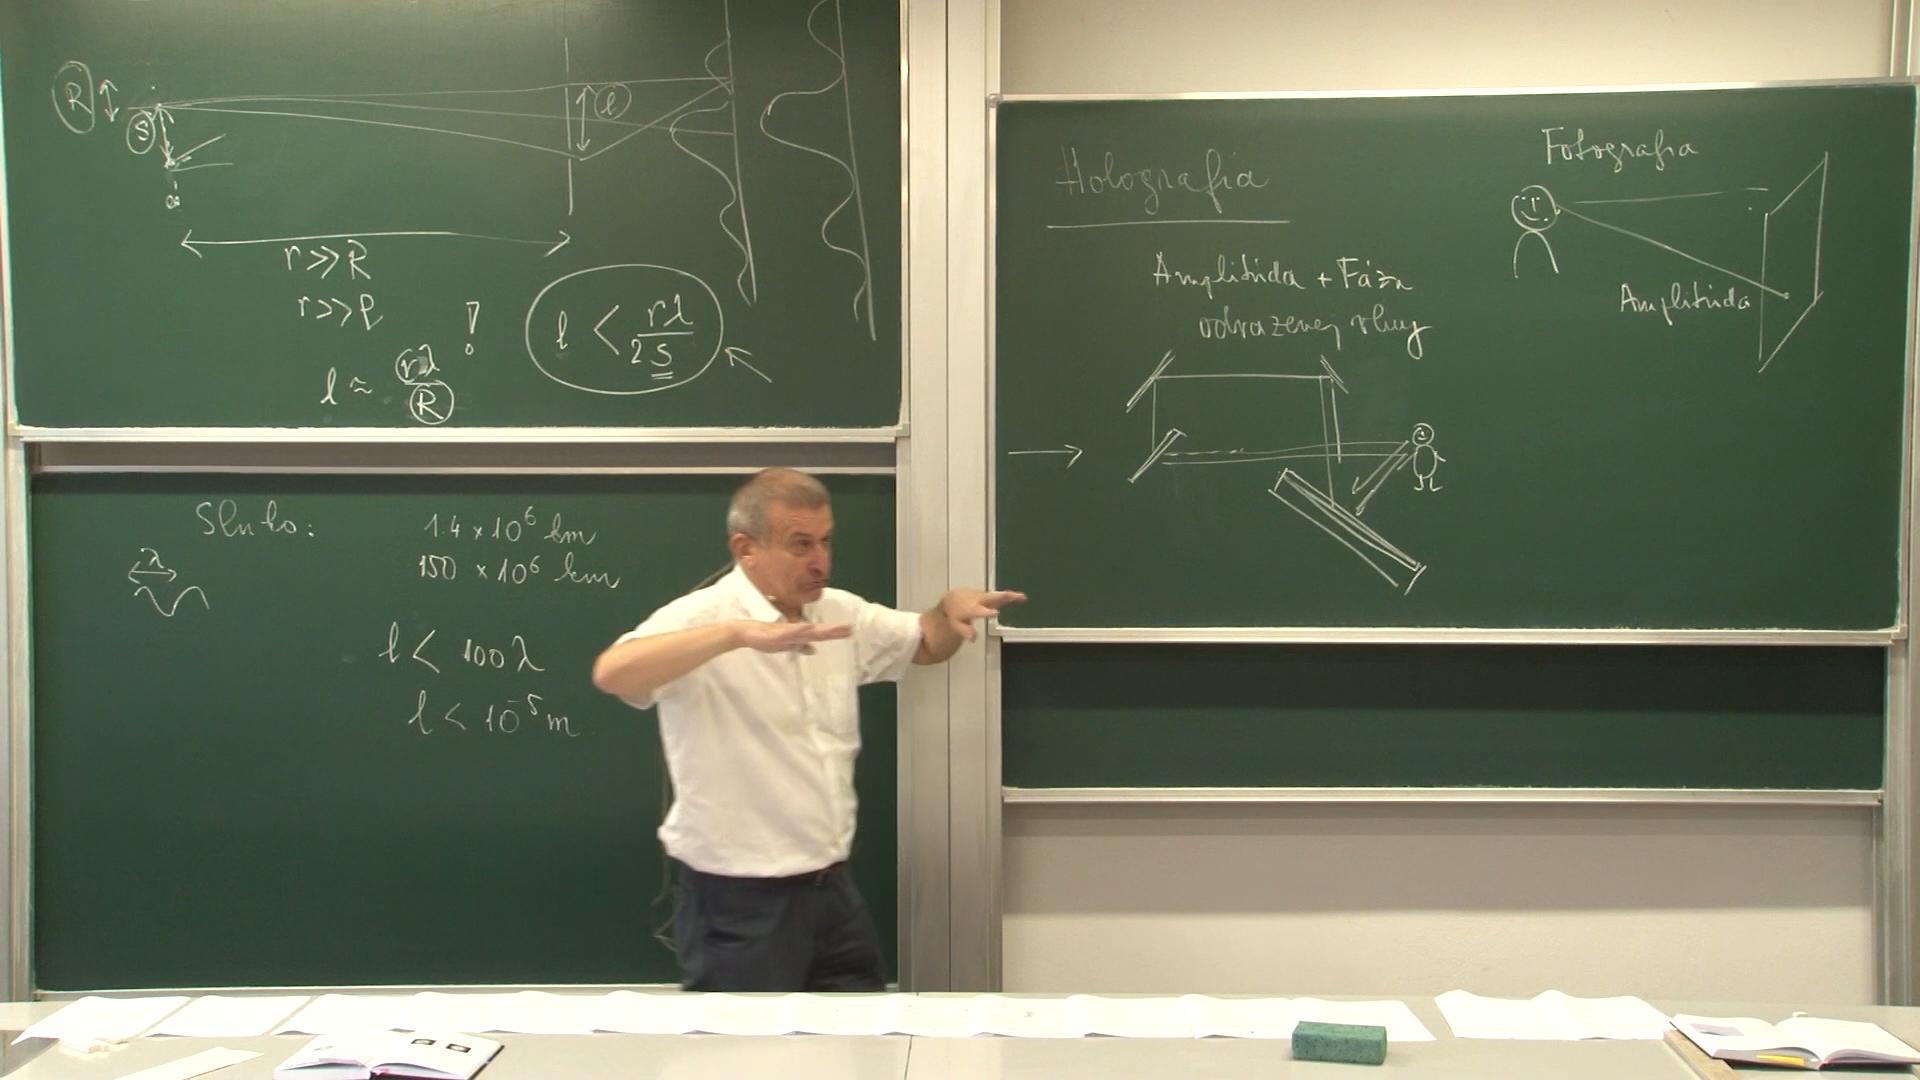 R
S
l
r >> R
r >> l
l ≈ rλ/R !
l < rλ/2S
Slnko:
1.4 × 10⁶ km
150 × 10⁶ km
λ
l < 100 λ
l < 10⁻⁵ m
Holografia
Amplitúda + Fáza
odrazenej vlny
Fotografia
Amplitúda